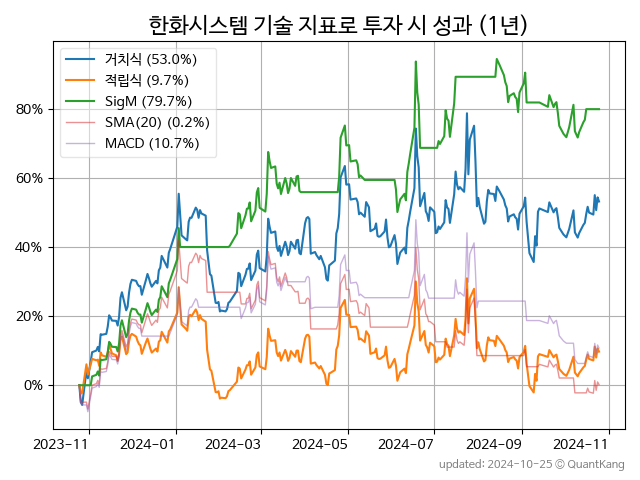 한화시스템 기술 지표로 투자 시 성과 (1년)
거치식 (53.0%)
적립식 (9.7%)
SigM (79.7%)
SMA(20) (0.2%)
MACD (10.7%)
80%
60%
40%
20%
0%
2023-11 2024-01 2024-03 2024-05 2024-07 2024-09 2024-11
updated: 2024-10-25 © QuantKang